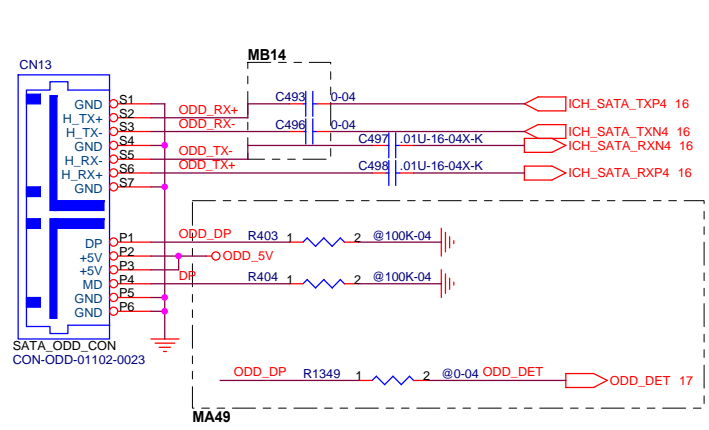 MB14
CN13
C493 0-04
GND S1 ICH_SATA_TXP4 16
H_TX+ S2 ODD_RX+
H_TX- S3 ODD_RX- C496 0-04 ICH_SATA_TXN4 16
GND S4 C497 .01U-16-04X-K ICH_SATA_RXN4 16
H_RX- S5 ODD_TX-
H_RX+ S6 ODD_TX+ C498 .01U-16-04X-K ICH_SATA_RXP4 16
GND S7
DP P1 ODD_DP R403 1 2 @100K-04
+5V P2 ODD_5V
+5V P3
MD P4 DP R404 1 2 @100K-04
GND P5
GND P6
SATA_ODD_CON
CON-ODD-01102-0023
ODD_DP R1349 1 2 @0-04 ODD_DET ODD_DET 17
MA49